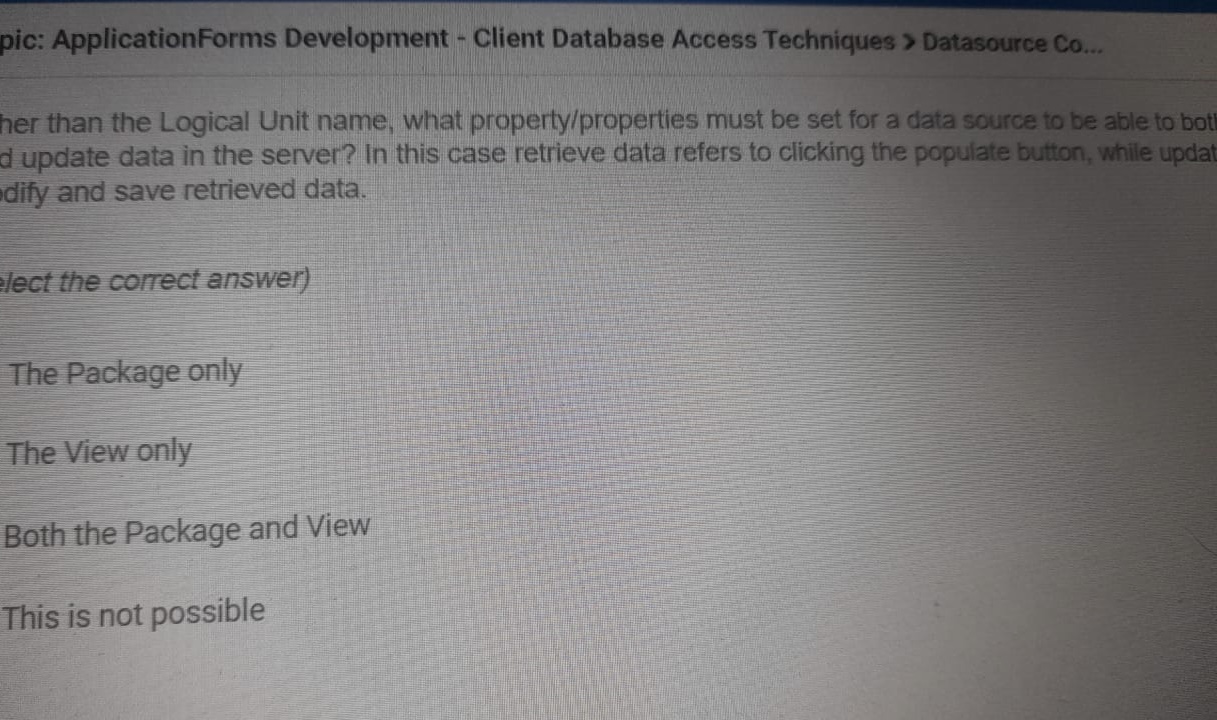 pic: ApplicationForms Development - Client Database Access Techniques > Datasource Co...
her than the Logical Unit name, what property/properties must be set for a data source to be able to bot
d update data in the server? In this case retrieve data refers to clicking the populate button, while updat
dify and save retrieved data.
elect the correct answer)
The Package only
The View only
Both the Package and View
This is not possible